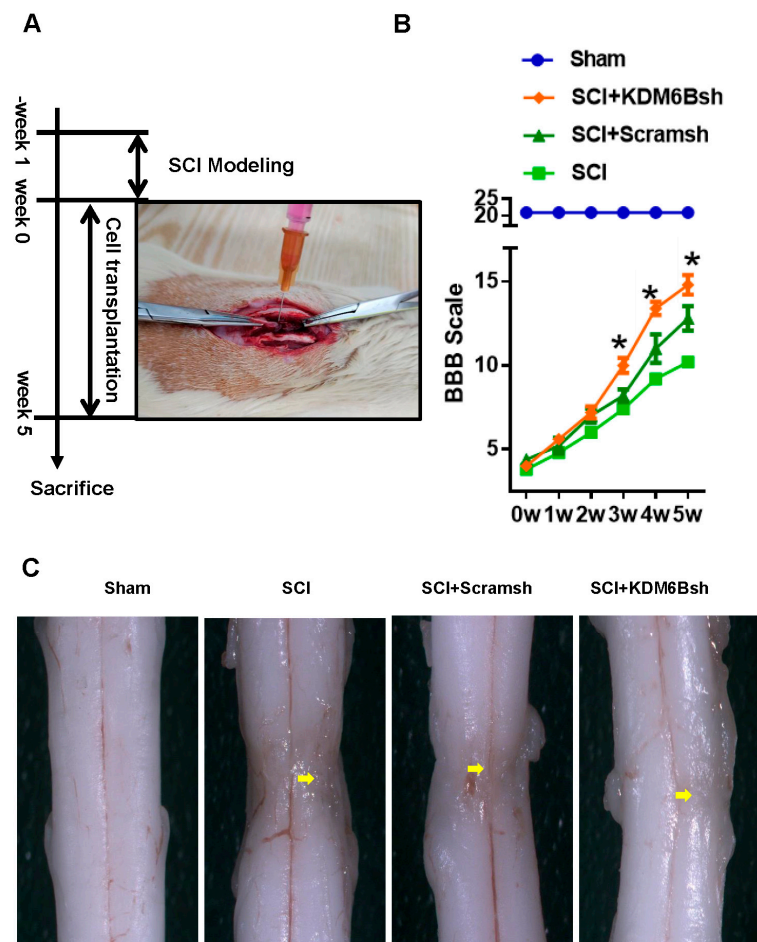 A
-week 1
week 0
week 5
SCI Modeling
Cell transplantation
Sacrifice
B
Sham
SCI+KDM6Bsh
SCI+Scramsh
SCI
25
20
15
10
5
BBB Scale
*
*
*
0w 1w 2w 3w 4w 5w
C
Sham SCI SCI+Scramsh SCI+KDM6Bsh